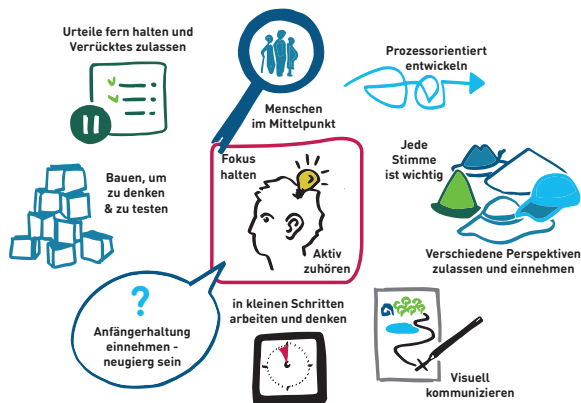 Urteile fern halten und
Verrücktes zulassen
Menschen
im Mittelpunkt
Prozessorientiert
entwickeln
Fokus
halten
Aktiv
zuhören
Jede
Stimme
ist wichtig
Bauen, um
zu denken
& zu testen
Verschiedene Perspektiven
zulassen und einnehmen
?
Anfängerhaltung
einnehmen -
neugierg sein
in kleinen Schritten
arbeiten und denken
Visuell
kommunizieren